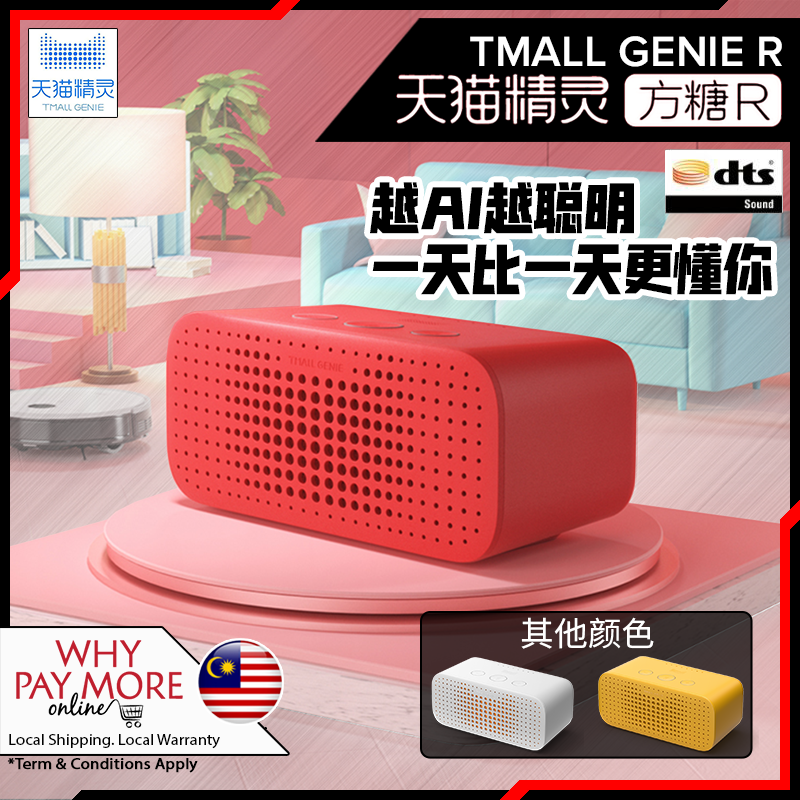 天猫精灵
TMALL GENIE
TMALL GENIE R
天猫精灵 方糖R
dts
Sound
越AI越聪明
一天比一天更懂你
TMALL GENIE
其他颜色
WHY
PAY MORE
online
Local Shipping. Local Warranty
*Term & Conditions Apply